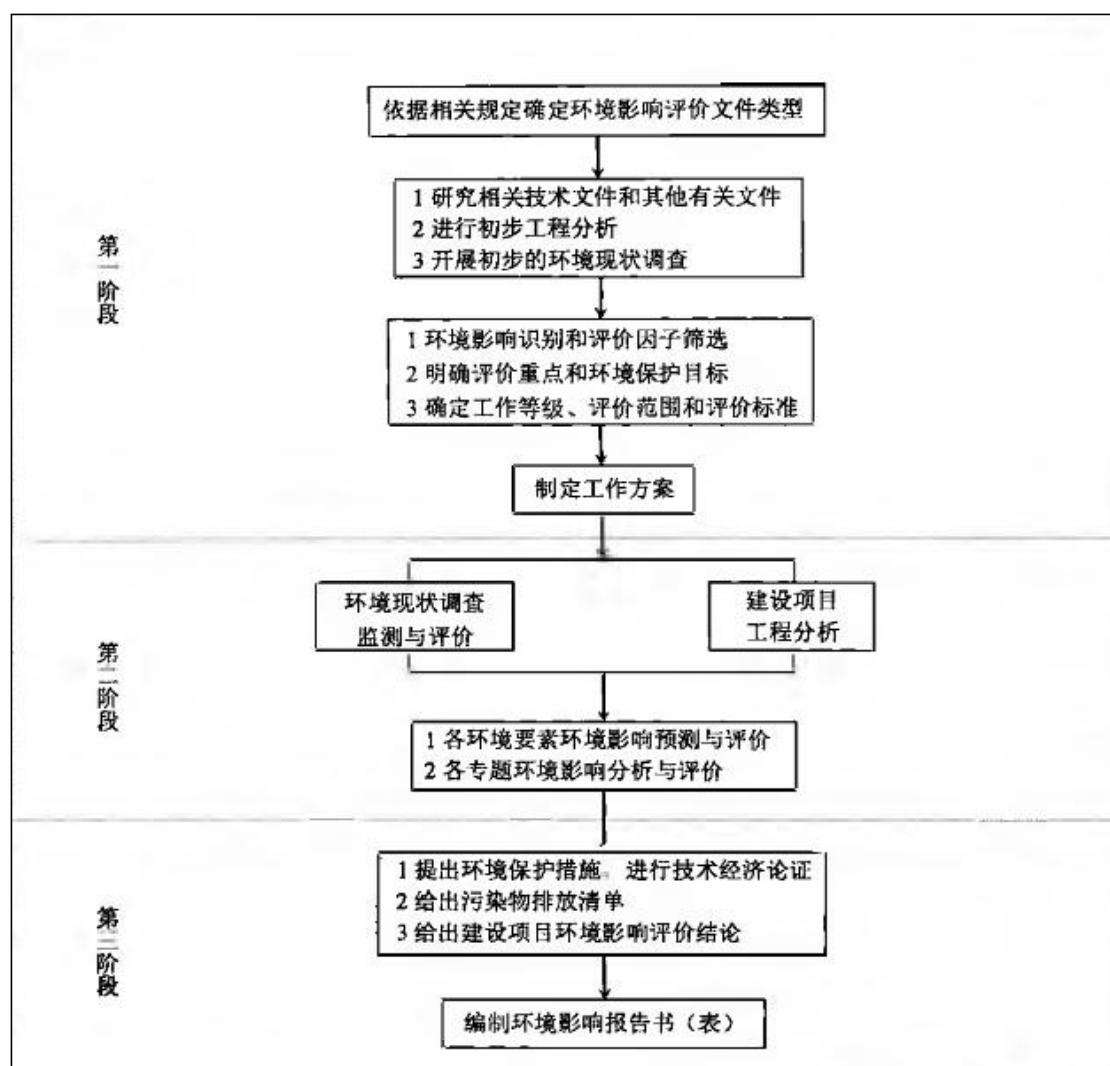 依据相关规定确定环境影响评价文件类型
1 研究相关技术文件和其他有关文件
2 进行初步工程分析
3 开展初步的环境现状调查
第一阶段
1 环境影响识别和评价因子筛选
2 明确评价重点和环境保护目标
3 确定工作等级、评价范围和评价标准
制定工作方案
环境现状调查
监测与评价
建设项目
工程分析
第二阶段
1 各环境要素环境影响预测与评价
2 各专题环境影响分析与评价
1 提出环境保护措施，进行技术经济论证
2 给出污染物排放清单
3 给出建设项目环境影响评价结论
第三阶段
编制环境影响报告书（表）